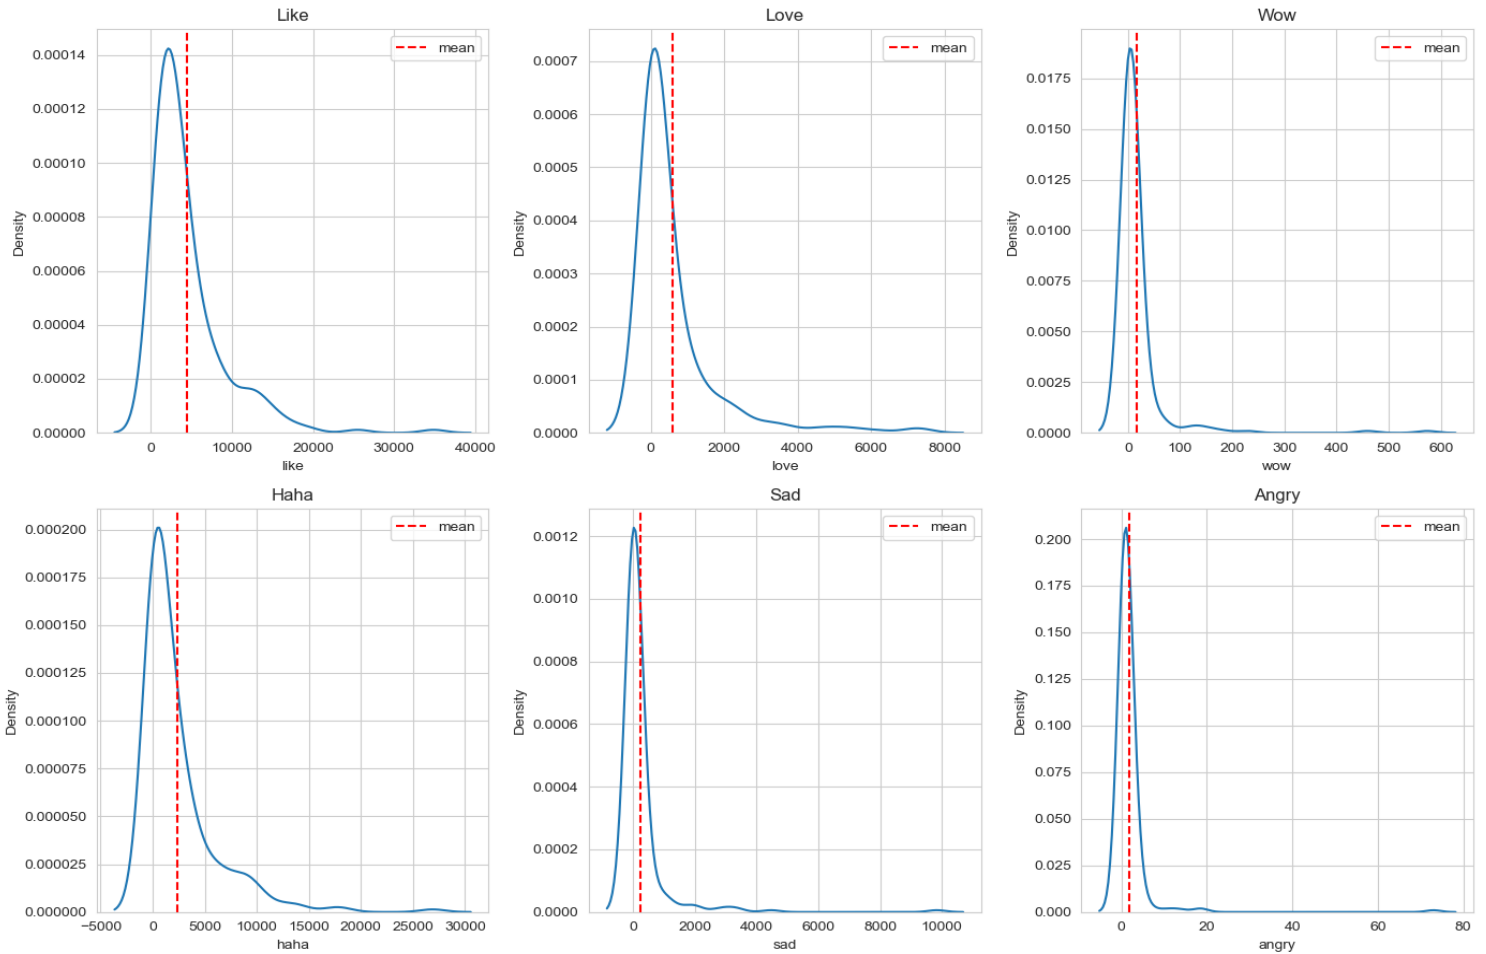 Like
mean
0.00014
0.00012
0.00010
0.00008
0.00006
0.00004
0.00002
0.00000
Density
0 10000 20000 30000 40000
like
Love
mean
0.0007
0.0006
0.0005
0.0004
0.0003
0.0002
0.0001
0.0000
Density
0 2000 4000 6000 8000
love
Wow
mean
0.0175
0.0150
0.0125
0.0100
0.0075
0.0050
0.0025
0.0000
Density
0 100 200 300 400 500 600
wow
Haha
mean
0.000200
0.000175
0.000150
0.000125
0.000100
0.000075
0.000050
0.000025
0.000000
Density
−5000 0 5000 10000 15000 20000 25000 30000
haha
Sad
mean
0.0012
0.0010
0.0008
0.0006
0.0004
0.0002
0.0000
Density
0 2000 4000 6000 8000 10000
sad
Angry
mean
0.200
0.175
0.150
0.125
0.100
0.075
0.050
0.025
0.000
Density
0 20 40 60 80
angry